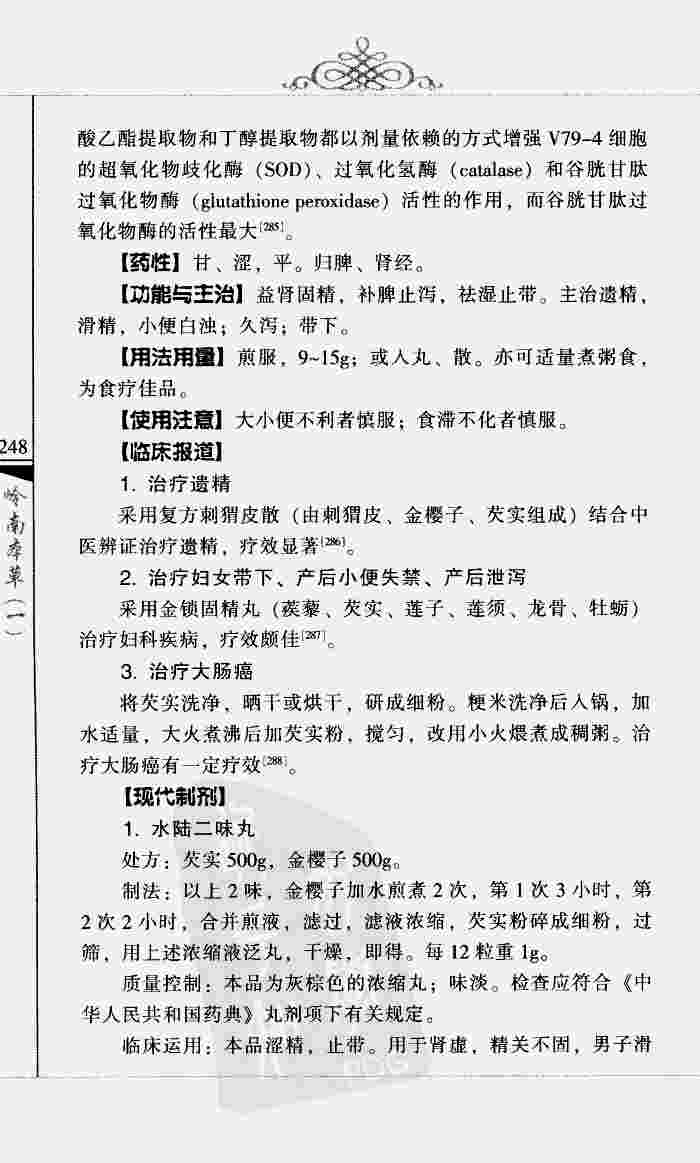 酸乙酯提取物和丁醇提取物都以剂量依赖的方式增强 V79-4 细胞
的超氧化物歧化酶（SOD）、过氧化氢酶（catalase）和谷胱甘肽
过氧化物酶（glutathione peroxidase）活性的作用，而谷胱甘肽过
氧化物酶的活性最大[285]。
【药性】甘、涩，平。归脾、肾经。
【功能与主治】益肾固精，补脾止泻，祛湿止带。主治遗精，
滑精，小便白浊；久泻；带下。
【用法用量】煎服，9~15g；或入丸、散。亦可适量煮粥食，
为食疗佳品。
【使用注意】大小便不利者慎服；食滞不化者慎服。
【临床报道】
1. 治疗遗精
采用复方刺猬皮散（由刺猬皮、金樱子、芡实组成）结合中
医辨证治疗遗精，疗效显著[286]。
2. 治疗妇女带下、产后小便失禁、产后泄泻
采用金锁固精丸（蒺藜、芡实、莲子、莲须、龙骨、牡蛎）
治疗妇科疾病，疗效颇佳[287]。
3. 治疗大肠癌
将芡实洗净，晒干或烘干，研成细粉。粳米洗净后入锅，加
水适量，大火煮沸后加芡实粉，搅匀，改用小火煨煮成稠粥。治
疗大肠癌有一定疗效[288]。
【现代制剂】
1. 水陆二味丸
处方：芡实 500g，金樱子 500g。
制法：以上 2 味，金樱子加水煎煮 2 次，第 1 次 3 小时，第
2 次 2 小时，合并煎液，滤过，滤液浓缩，芡实粉碎成细粉，过
筛，用上述浓缩液泛丸，干燥，即得。每 12 粒重 1g。
质量控制：本品为灰棕色的浓缩丸；味淡。检查应符合《中
华人民共和国药典》丸剂项下有关规定。
临床运用：本品涩精，止带。用于肾虚，精关不固，男子滑
248
岭南本草（一）